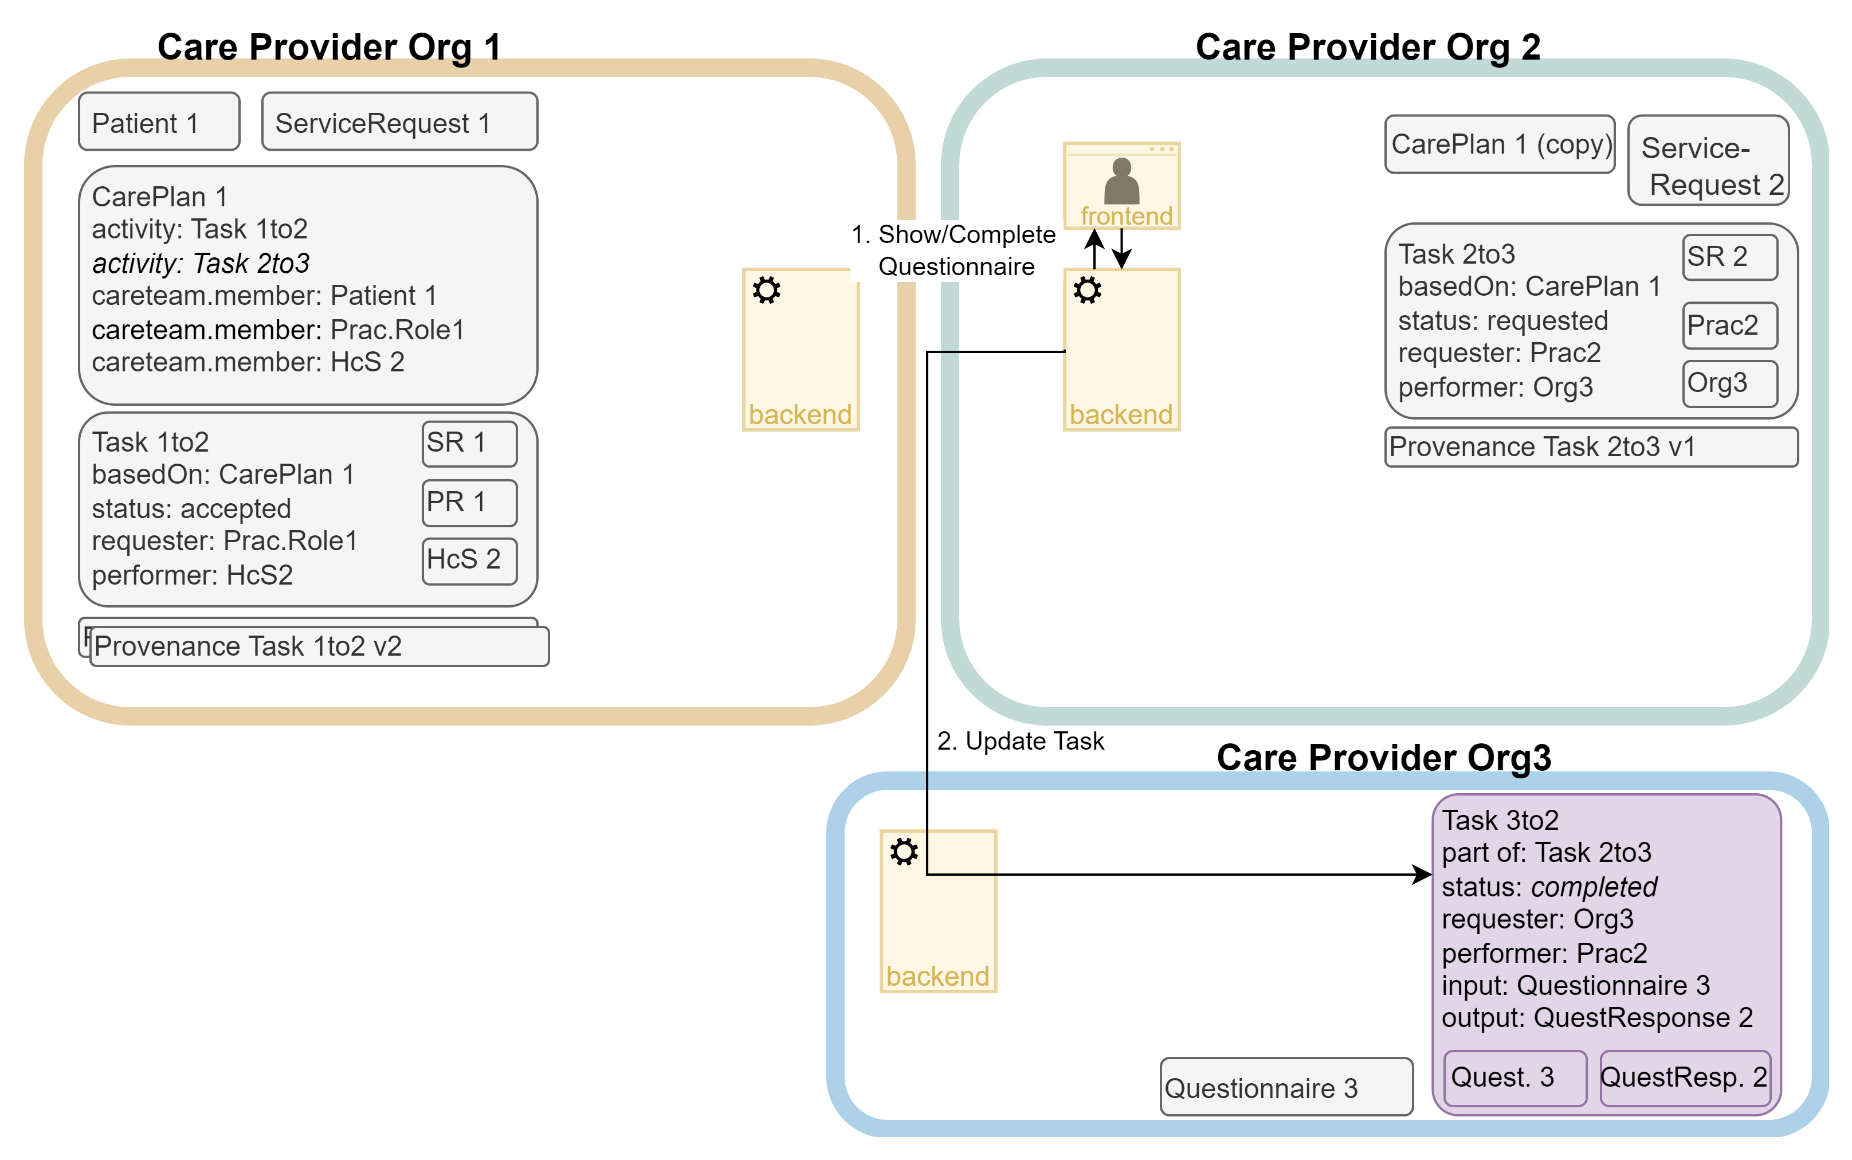 Care Provider Org 1
Patient 1
ServiceRequest 1
CarePlan 1
activity: Task 1to2
activity: Task 2to3
careteam.member: Patient 1
careteam.member: Prac.Role1
careteam.member: HcS 2
Task 1to2
basedOn: CarePlan 1
status: accepted
requester: Prac.Role1
performer: HcS2
SR 1
PR 1
HcS 2
Provenance Task 1to2 v2
backend
Care Provider Org 2
frontend
1. Show/Complete
Questionnaire
backend
CarePlan 1 (copy)
Service-
Request 2
Task 2to3
basedOn: CarePlan 1
status: requested
requester: Prac2
performer: Org3
SR 2
Prac2
Org3
Provenance Task 2to3 v1
2. Update Task
Care Provider Org3
backend
Questionnaire 3
Task 3to2
part of: Task 2to3
status: completed
requester: Org3
performer: Prac2
input: Questionnaire 3
output: QuestResponse 2
Quest. 3
QuestResp. 2